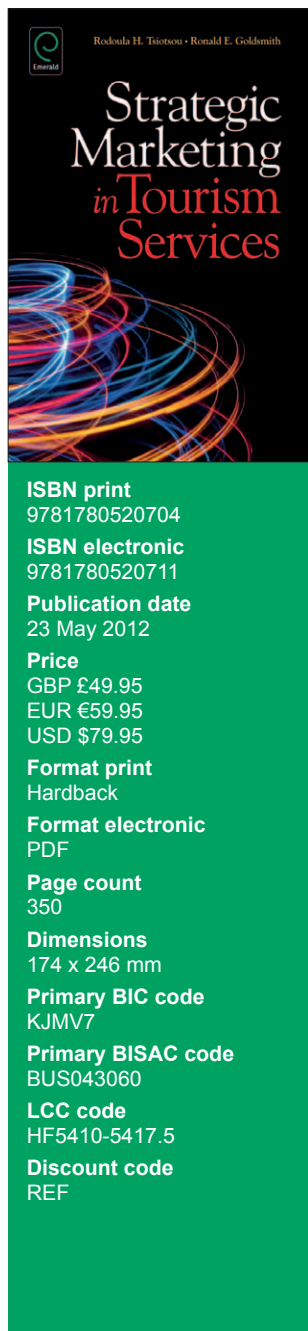 Emerald
Rodoula H. Tsiotsou • Ronald E. Goldsmith
Strategic
Marketing
in Tourism
Services
ISBN print
9781780520704
ISBN electronic
9781780520711
Publication date
23 May 2012
Price
GBP £49.95
EUR €59.95
USD $79.95
Format print
Hardback
Format electronic
PDF
Page count
350
Dimensions
174 x 246 mm
Primary BIC code
KJMV7
Primary BISAC code
BUS043060
LCC code
HF5410-5417.5
Discount code
REF